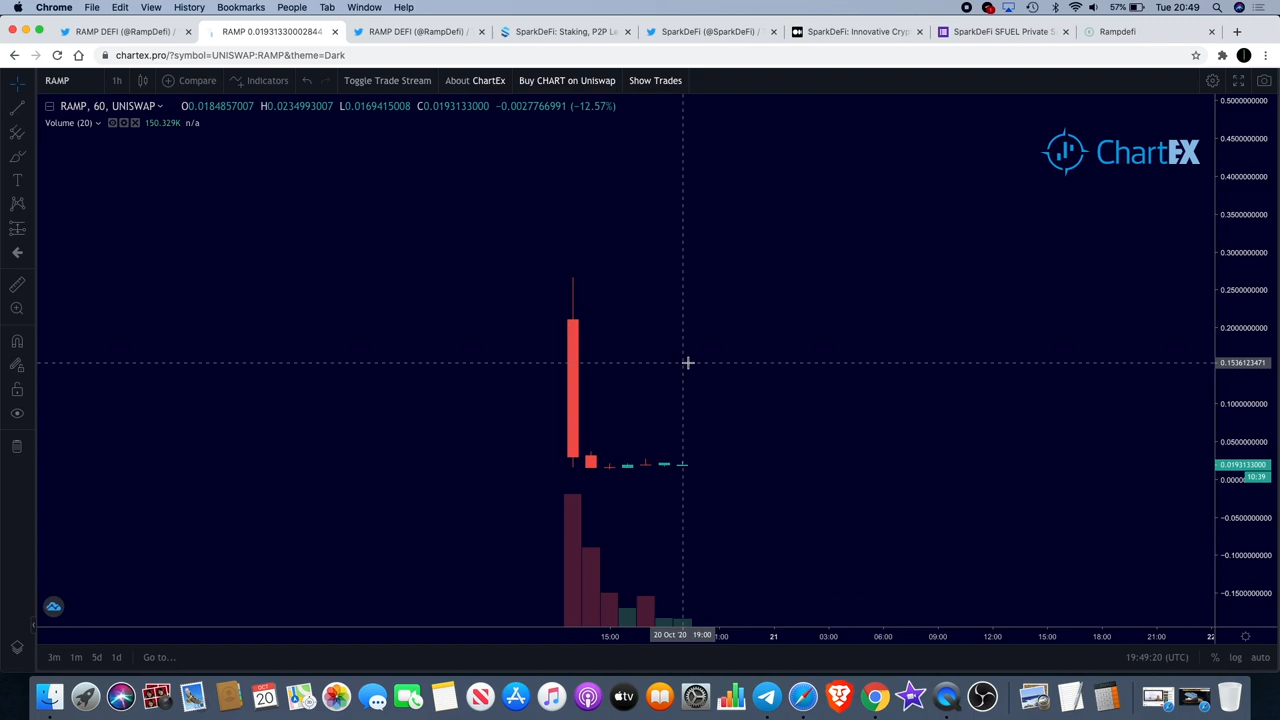 Chrome File Edit View History Bookmarks People Tab Window Help 57% Tue 20:49
RAMP DEFI (@RampDefi) / RAMP 0.01931330002844 RAMP DEFI (@RampDefi) / SparkDeFi: Staking, P2P Le SparkDeFi (@SparkDeFi) / SparkDeFi: Innovative Crypt SparkDeFi SFUEL Private S Rampdefi
chartex.pro/?symbol=UNISWAP:RAMP&theme=Dark
RAMP 1h Compare Indicators Toggle Trade Stream About ChartEx Buy CHART on Uniswap Show Trades
RAMP, 60, UNISWAP O0.0184857007 H0.0234993007 L0.0169415008 C0.0193133000 −0.0027766991 (−12.57%)
Volume (20) 150.329K n/a
ChartEX
0.5000000000
0.4500000000
0.4000000000
0.3500000000
0.3000000000
0.2500000000
0.2000000000
0.1536123471
0.1000000000
0.0500000000
0.0193133000
10:39
−0.0500000000
−0.1000000000
−0.1500000000
15:00 20 Oct '20 19:00 21 03:00 06:00 09:00 12:00 15:00 18:00 21:00 22
3m 1m 5d 1d Go to... 19:49:20 (UTC) % log auto
OCT
20
tv